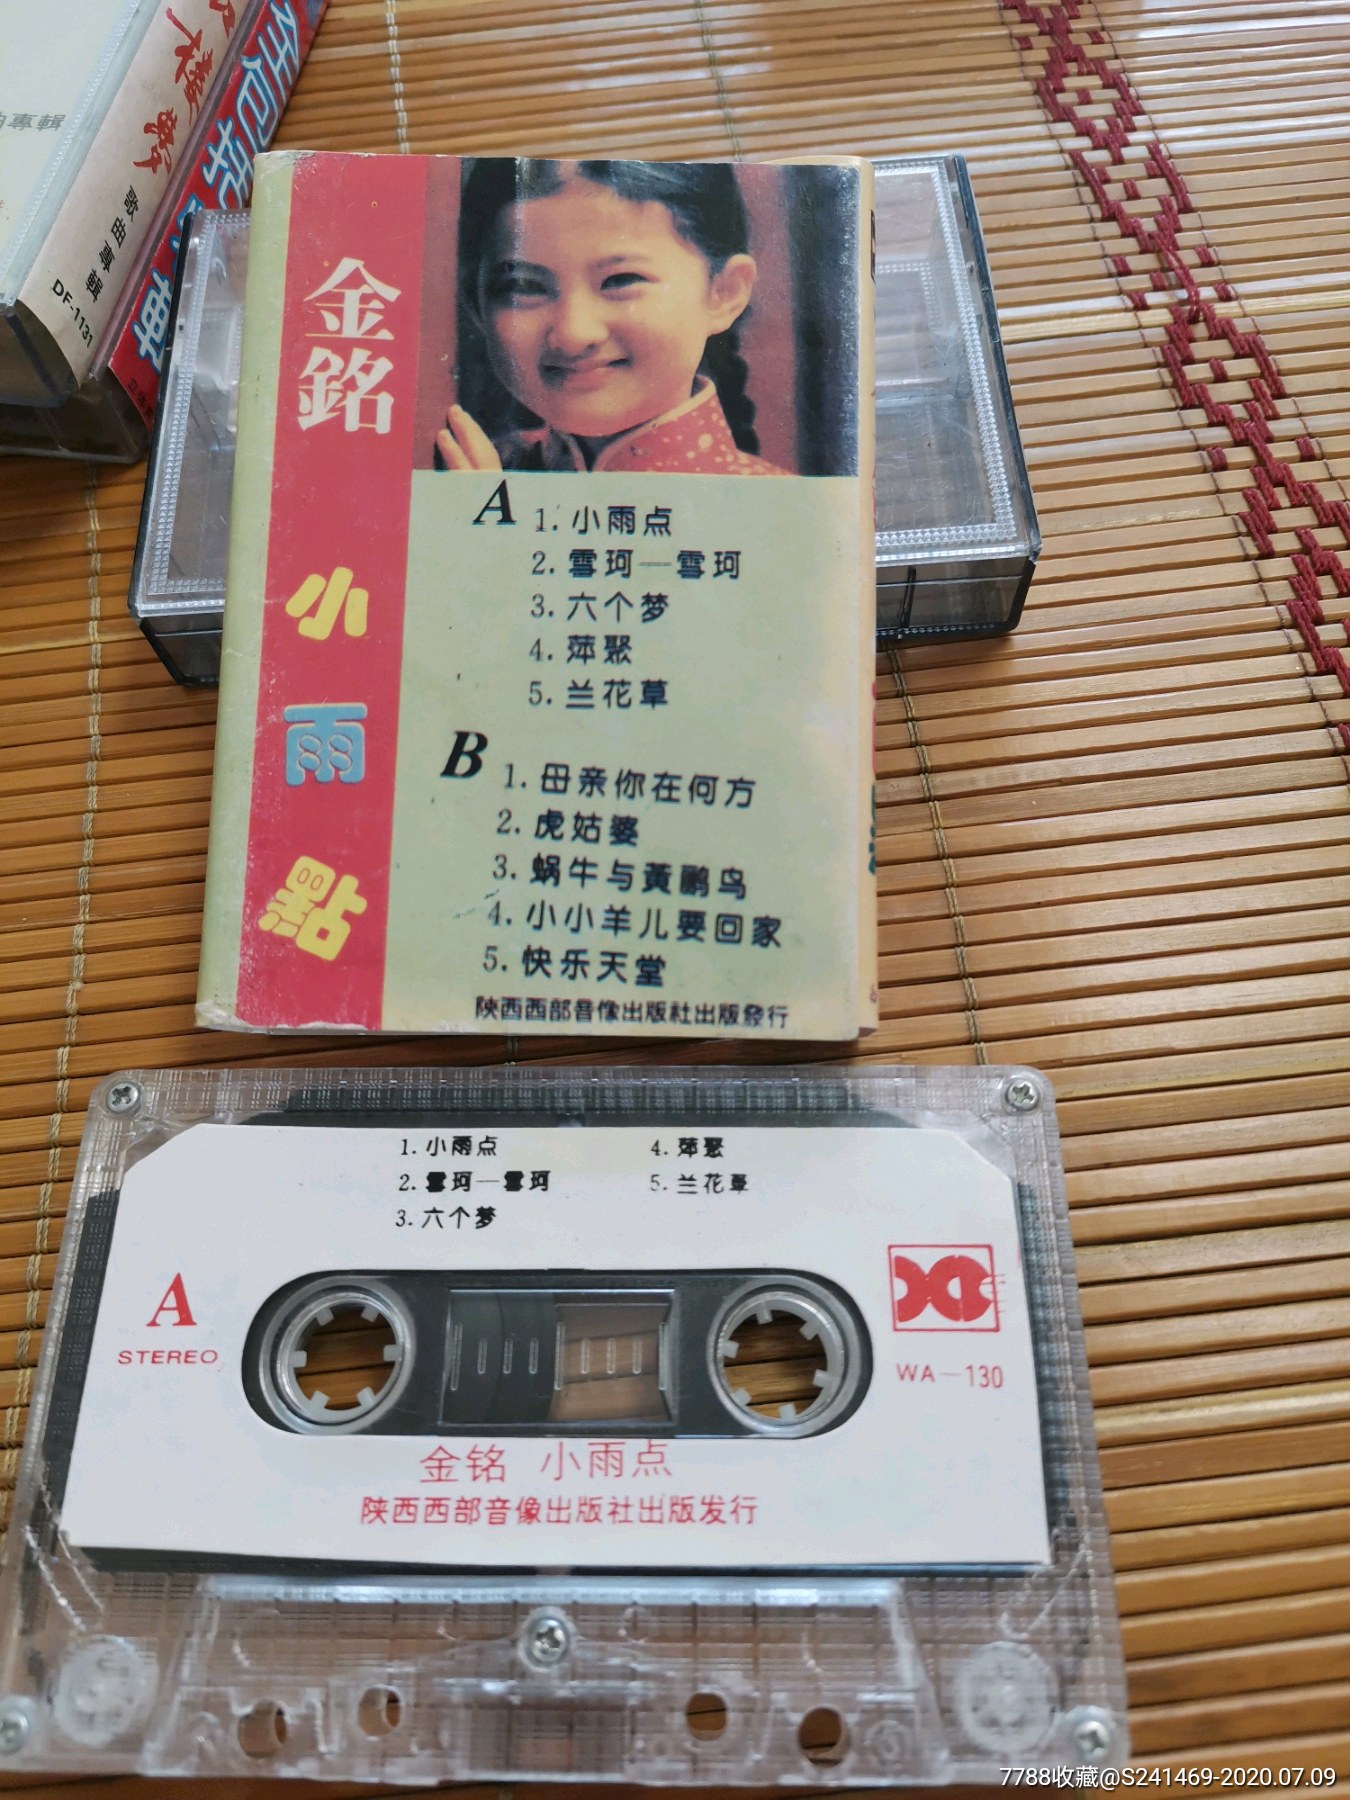 曲專輯
歌曲專輯
DF-1131
金銘
小雨點
A
1. 小雨点
2. 雪珂—雪珂
3. 六个梦
4. 萍聚
5. 兰花草
B
1. 母亲你在何方
2. 虎姑婆
3. 蜗牛与黄鹂鸟
4. 小小羊儿要回家
5. 快乐天堂
陕西西部音像出版社出版發行
1. 小雨点
2. 雪珂—雪珂
3. 六个梦
4. 萍聚
5. 兰花草
A
STEREO
WA—130
金铭 小雨点
陕西西部音像出版社出版发行
7788收藏@S241469-2020.07.09